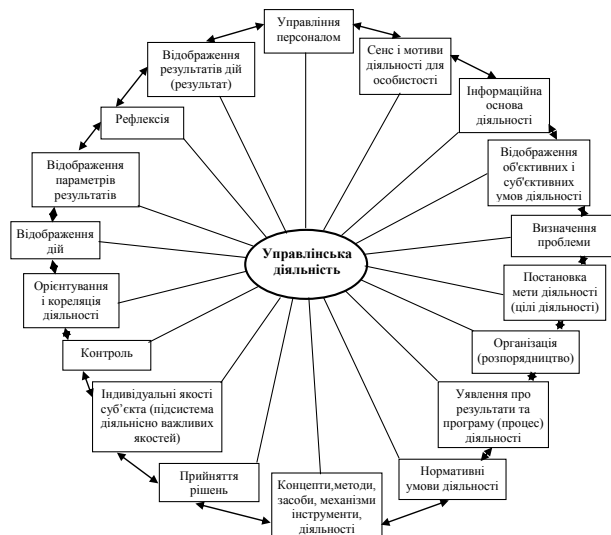 Управління
персоналом
Сенс і мотиви
діяльності для
особистості
Інформаційна
основа
діяльності
Відображення
об'єктивних і
суб'єктивних
умов діяльності
Визначення
проблеми
Постановка
мети діяльності
(цілі діяльності)
Організація
(розпорядництво)
Уявлення про
результати та
програму (процес)
діяльності
Нормативні
умови діяльності
Концепти,методи,
засоби, механізми
інструменти,
діяльності
Прийняття
рішень
Індивідуальні якості
суб’єкта (підсистема
діяльнісно важливих
якостей)
Контроль
Орієнтування
і кореляція
діяльності
Відображення
дій
Відображення
параметрів
результатів
Рефлексія
Відображення
результатів дій
(результат)
Управлінська
діяльність